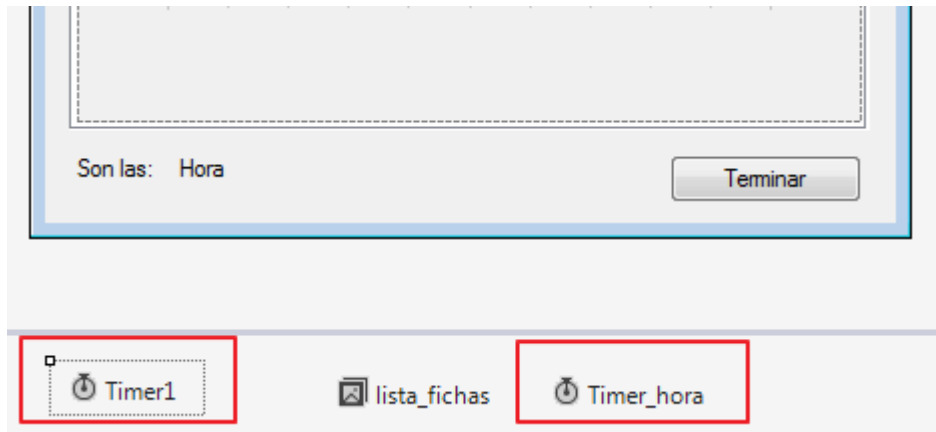 Son las: Hora
Terminar
Timer1
lista_fichas
Timer_hora